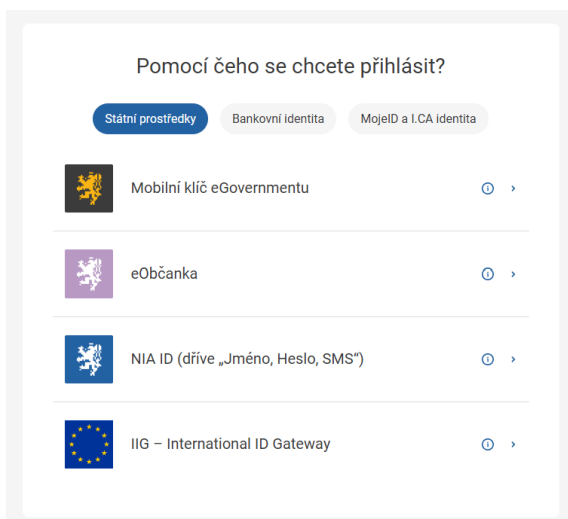 Pomocí čeho se chcete přihlásit?
Státní prostředky
Bankovní identita
MojeID a I.CA identita
Mobilní klíč eGovernmentu
eObčanka
NIA ID (dříve „Jméno, Heslo, SMS“)
IIG – International ID Gateway